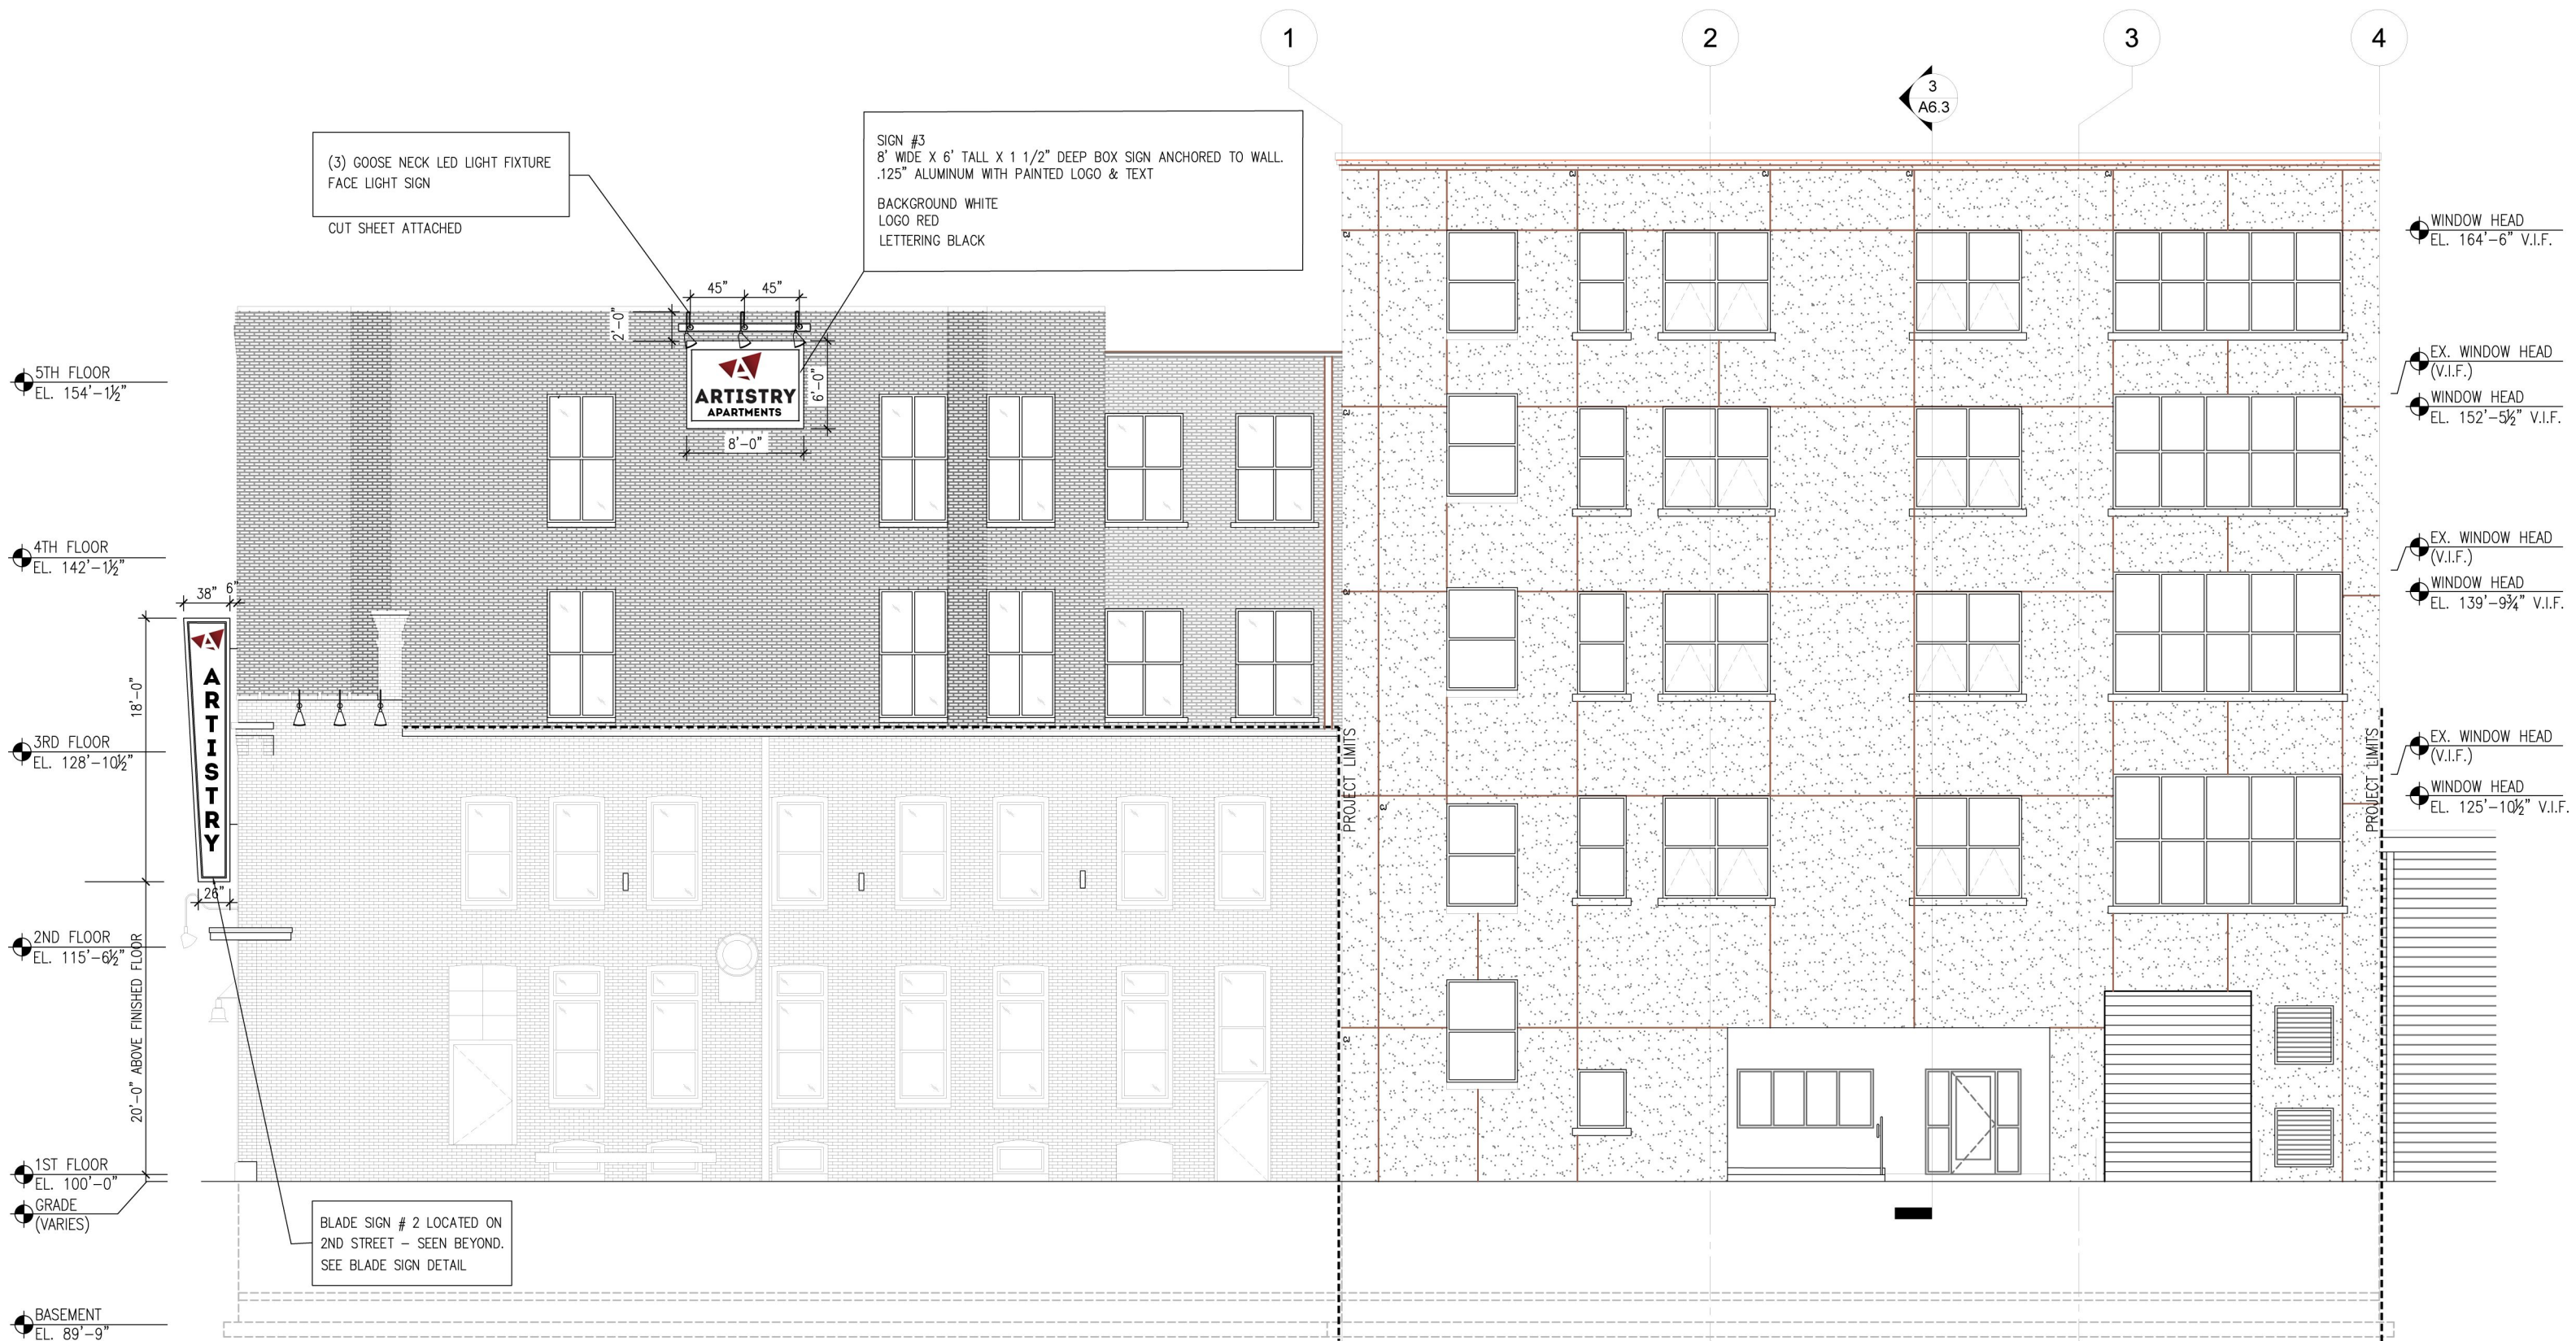 1
2
3
4
3
A6.3
(3) GOOSE NECK LED LIGHT FIXTURE
FACE LIGHT SIGN
CUT SHEET ATTACHED
SIGN #3
8' WIDE X 6' TALL X 1 1/2" DEEP BOX SIGN ANCHORED TO WALL.
.125" ALUMINUM WITH PAINTED LOGO & TEXT
BACKGROUND WHITE
LOGO RED
LETTERING BLACK
45" 45"
2'-0"
A
ARTISTRY
APARTMENTS
6'-0"
8'-0"
5TH FLOOR
EL. 154'-1½"
4TH FLOOR
EL. 142'-1½"
38" 6"
A
ARTISTRY
18'-0"
26"
3RD FLOOR
EL. 128'-10½"
2ND FLOOR
EL. 115'-6½"
20'-0" ABOVE FINISHED FLOOR
1ST FLOOR
EL. 100'-0"
GRADE
(VARIES)
BASEMENT
EL. 89'-9"
BLADE SIGN # 2 LOCATED ON
2ND STREET - SEEN BEYOND.
SEE BLADE SIGN DETAIL
PROJECT LIMITS
PROJECT LIMITS
WINDOW HEAD
EL. 164'-6" V.I.F.
EX. WINDOW HEAD
(V.I.F.)
WINDOW HEAD
EL. 152'-5½" V.I.F.
EX. WINDOW HEAD
(V.I.F.)
WINDOW HEAD
EL. 139'-9¾" V.I.F.
EX. WINDOW HEAD
(V.I.F.)
WINDOW HEAD
EL. 125'-10½" V.I.F.